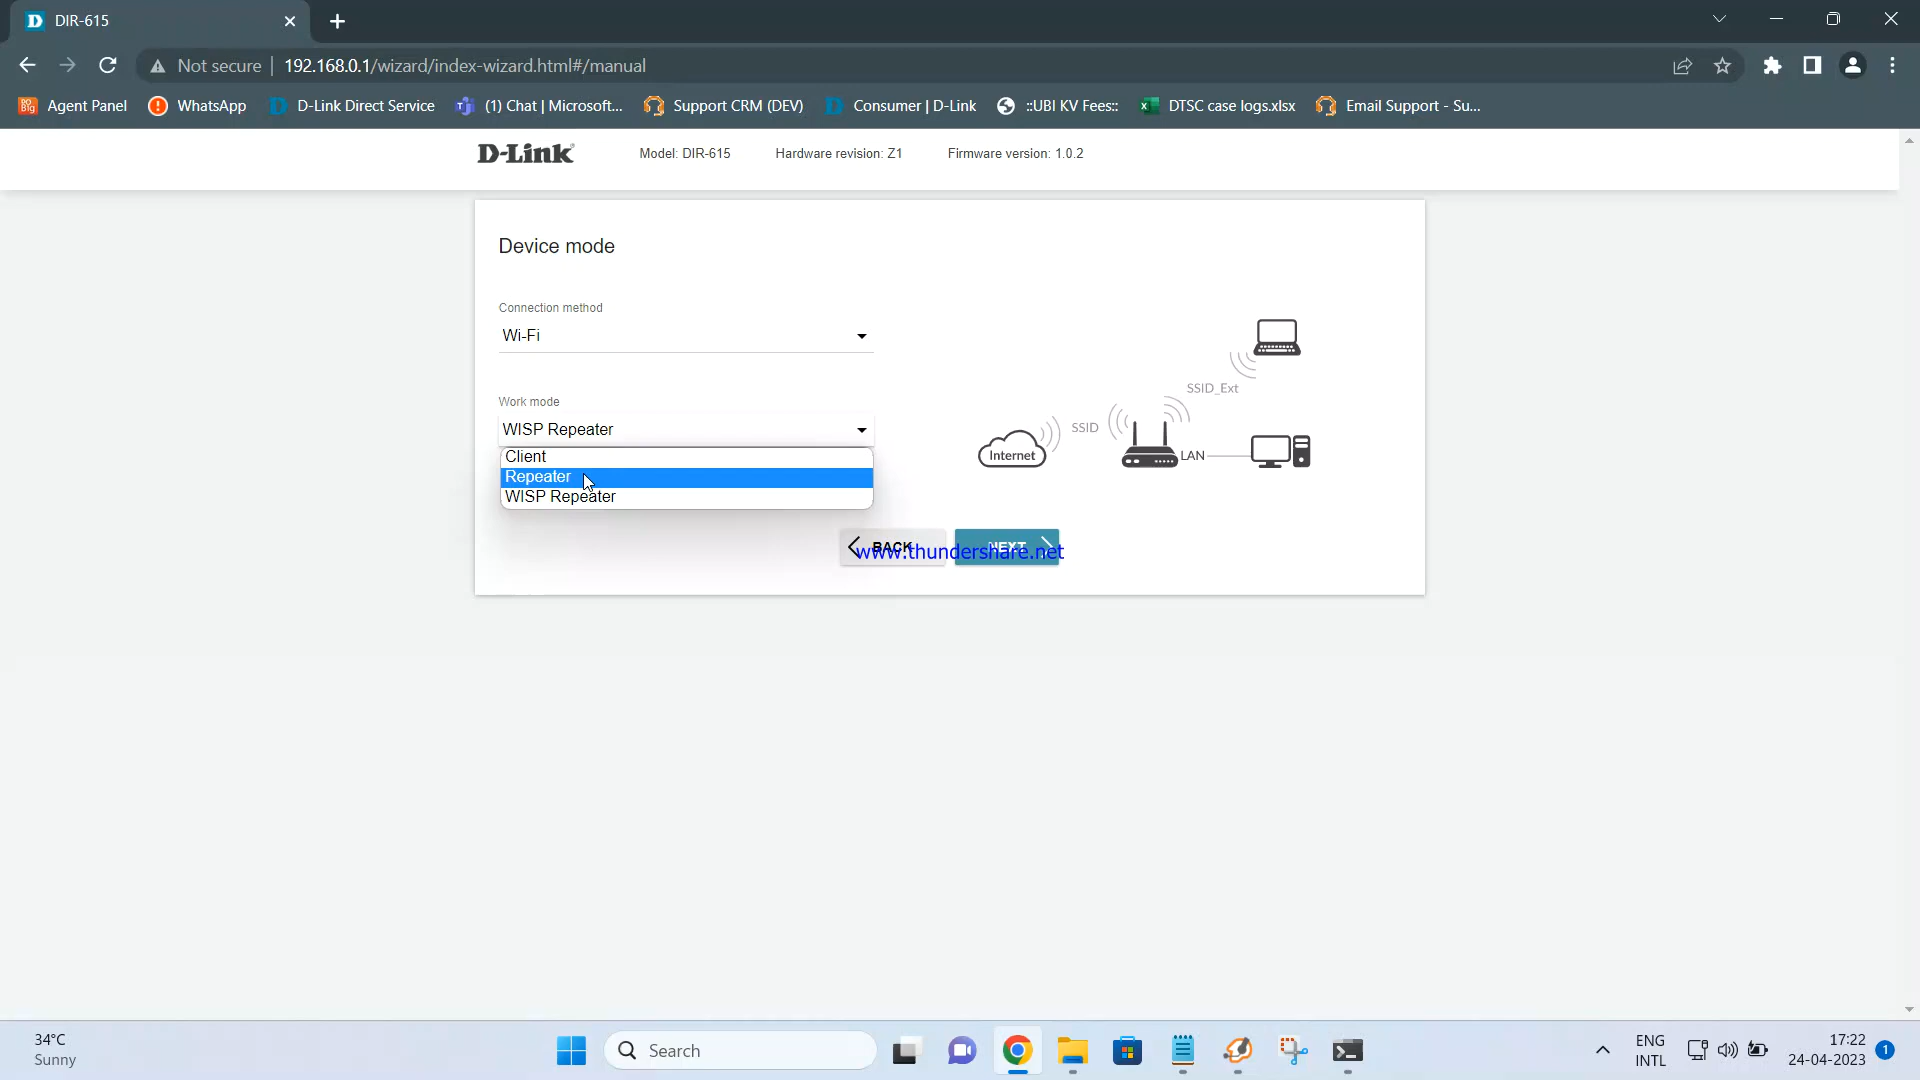 DIR-615
Not secure
192.168.0.1/wizard/index-wizard.html#/manual
Agent Panel
WhatsApp
D-Link Direct Service
(1) Chat | Microsoft...
Support CRM (DEV)
Consumer | D-Link
::UBI KV Fees::
DTSC case logs.xlsx
Email Support - Su...
D-Link
Model: DIR-615
Hardware revision: Z1
Firmware version: 1.0.2
Device mode
Connection method
Wi-Fi
Work mode
WISP Repeater
Client
Repeater
WISP Repeater
SSID_Ext
SSID
Internet
LAN
BACK
NEXT
www.thundershare.net
34°C
Sunny
Search
ENG
INTL
17:22
24-04-2023
1